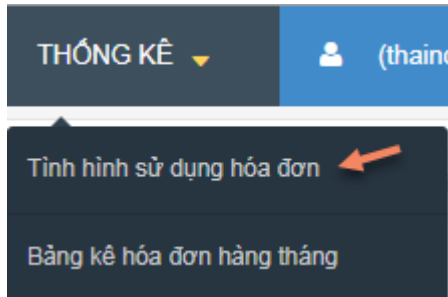 THỐNG KÊ (thainc
Tình hình sử dụng hóa đơn
Bảng kê hóa đơn hàng tháng